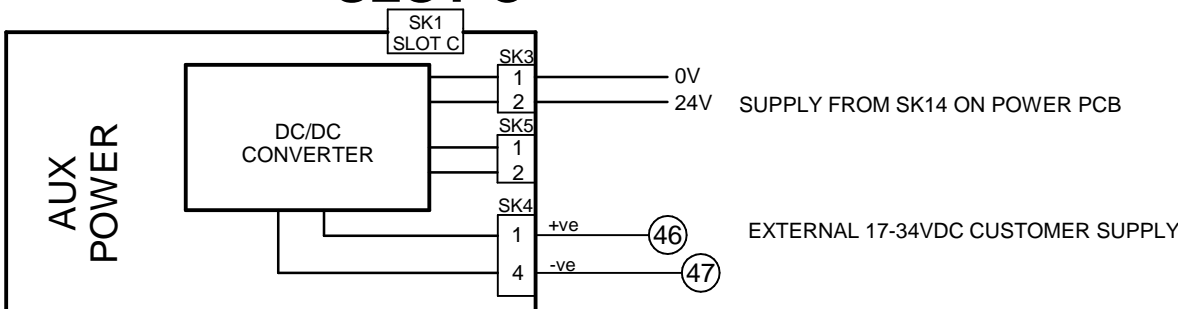 SK1
SLOT C
AUX
POWER
DC/DC
CONVERTER
SK3
1
2
0V
24V
SUPPLY FROM SK14 ON POWER PCB
SK5
1
2
SK4
1
4
+ve
-ve
46
47
EXTERNAL 17-34VDC CUSTOMER SUPPLY